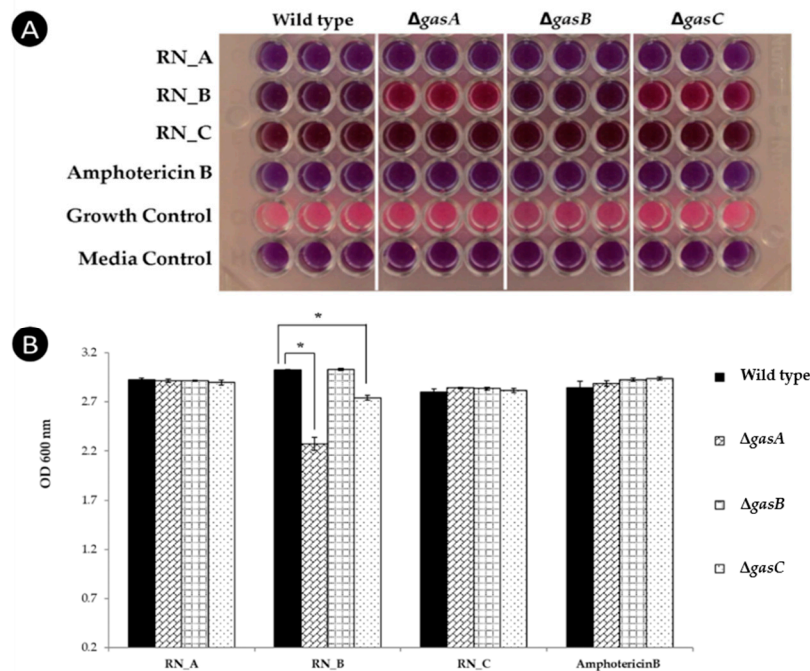 A
Wild type ΔgasA ΔgasB ΔgasC
RN_A
RN_B
RN_C
Amphotericin B
Growth Control
Media Control
B
OD 600 nm
3.2
2.7
2.2
1.7
1.2
0.7
0.2
*
*
RN_A RN_B RN_C AmphotericinB
Wild type
ΔgasA
ΔgasB
ΔgasC